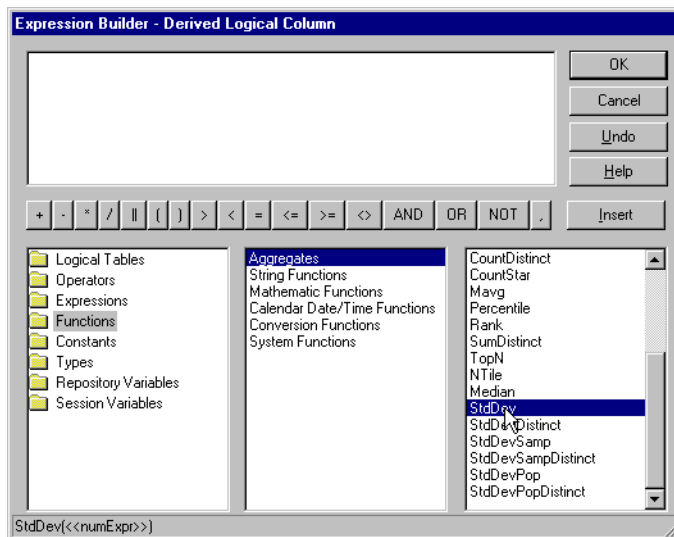 Expression Builder - Derived Logical Column
OK
Cancel
Undo
Help
+ - * / || ( ) > < = <= >= <> AND OR NOT ,
Insert
Logical Tables
Operators
Expressions
Functions
Constants
Types
Repository Variables
Session Variables
Aggregates
String Functions
Mathematic Functions
Calendar Date/Time Functions
Conversion Functions
System Functions
CountDistinct
CountStar
Mavg
Percentile
Rank
SumDistinct
TopN
NTile
Median
StdDev
StdDevDistinct
StdDevSamp
StdDevSampDistinct
StdDevPop
StdDevPopDistinct
StdDev(<<numExpr>>)